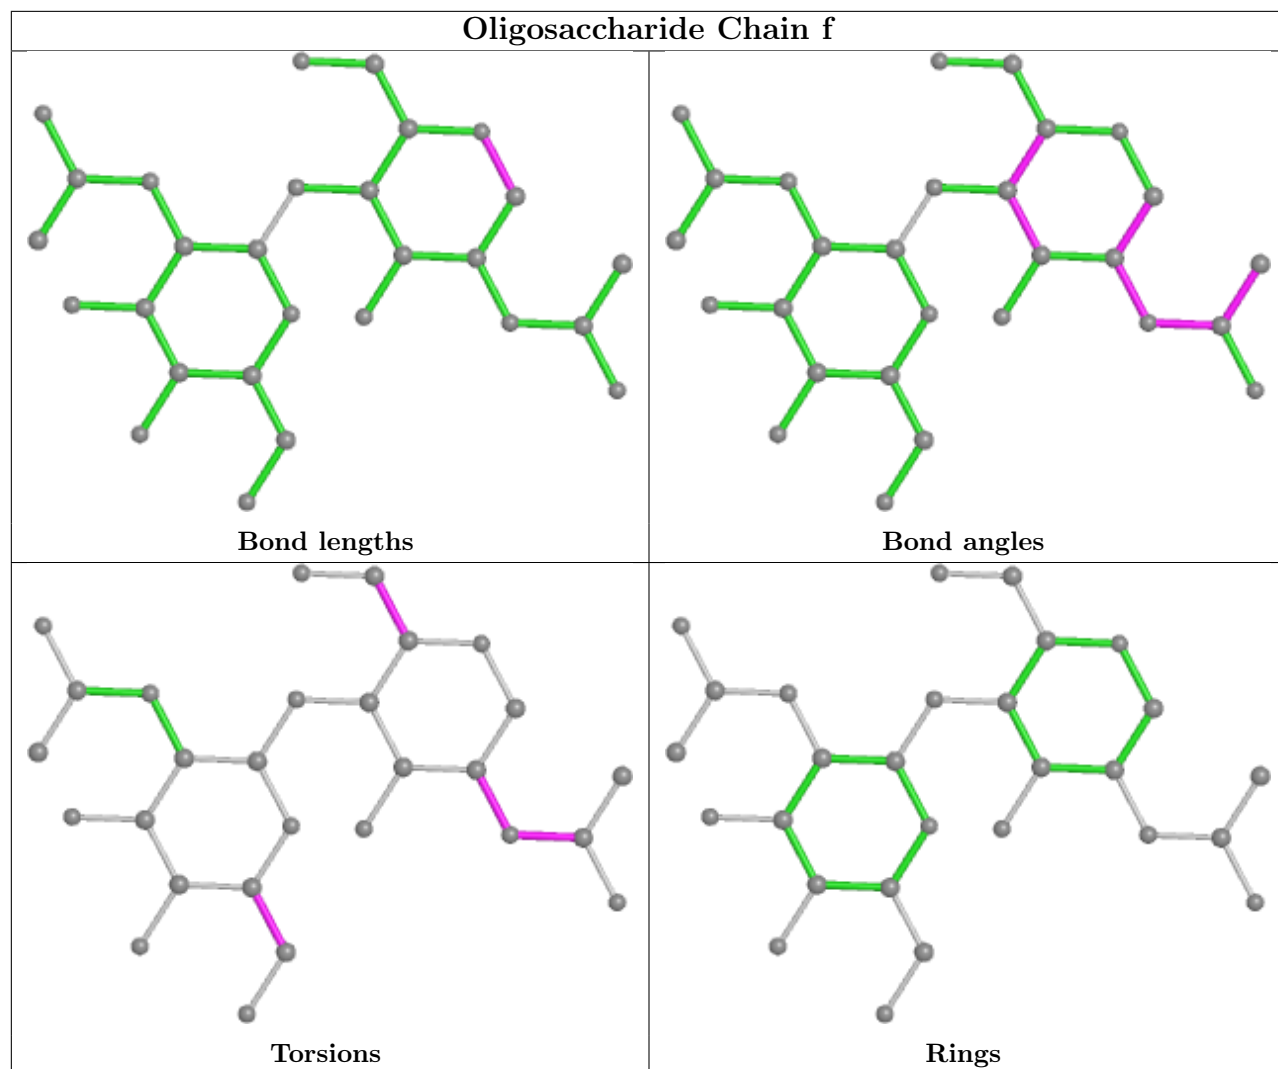 Oligosaccharide Chain f
Bond lengths
Bond angles
Torsions
Rings